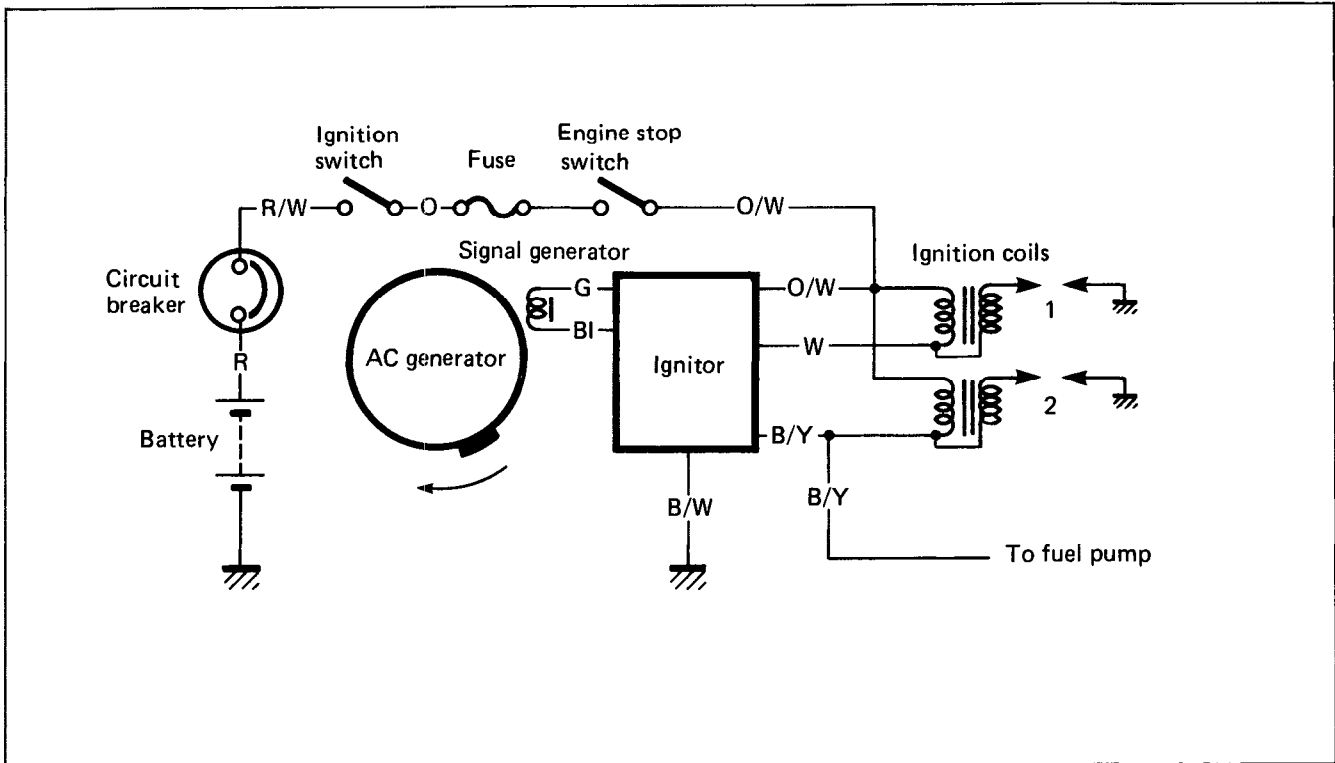 Ignition
switch
Fuse
Engine stop
switch
R/W
O
O/W
Signal generator
Ignition coils
Circuit
breaker
G
O/W
1
Bl
R
AC generator
Ignitor
W
2
Battery
B/Y
B/W
B/Y
To fuel pump